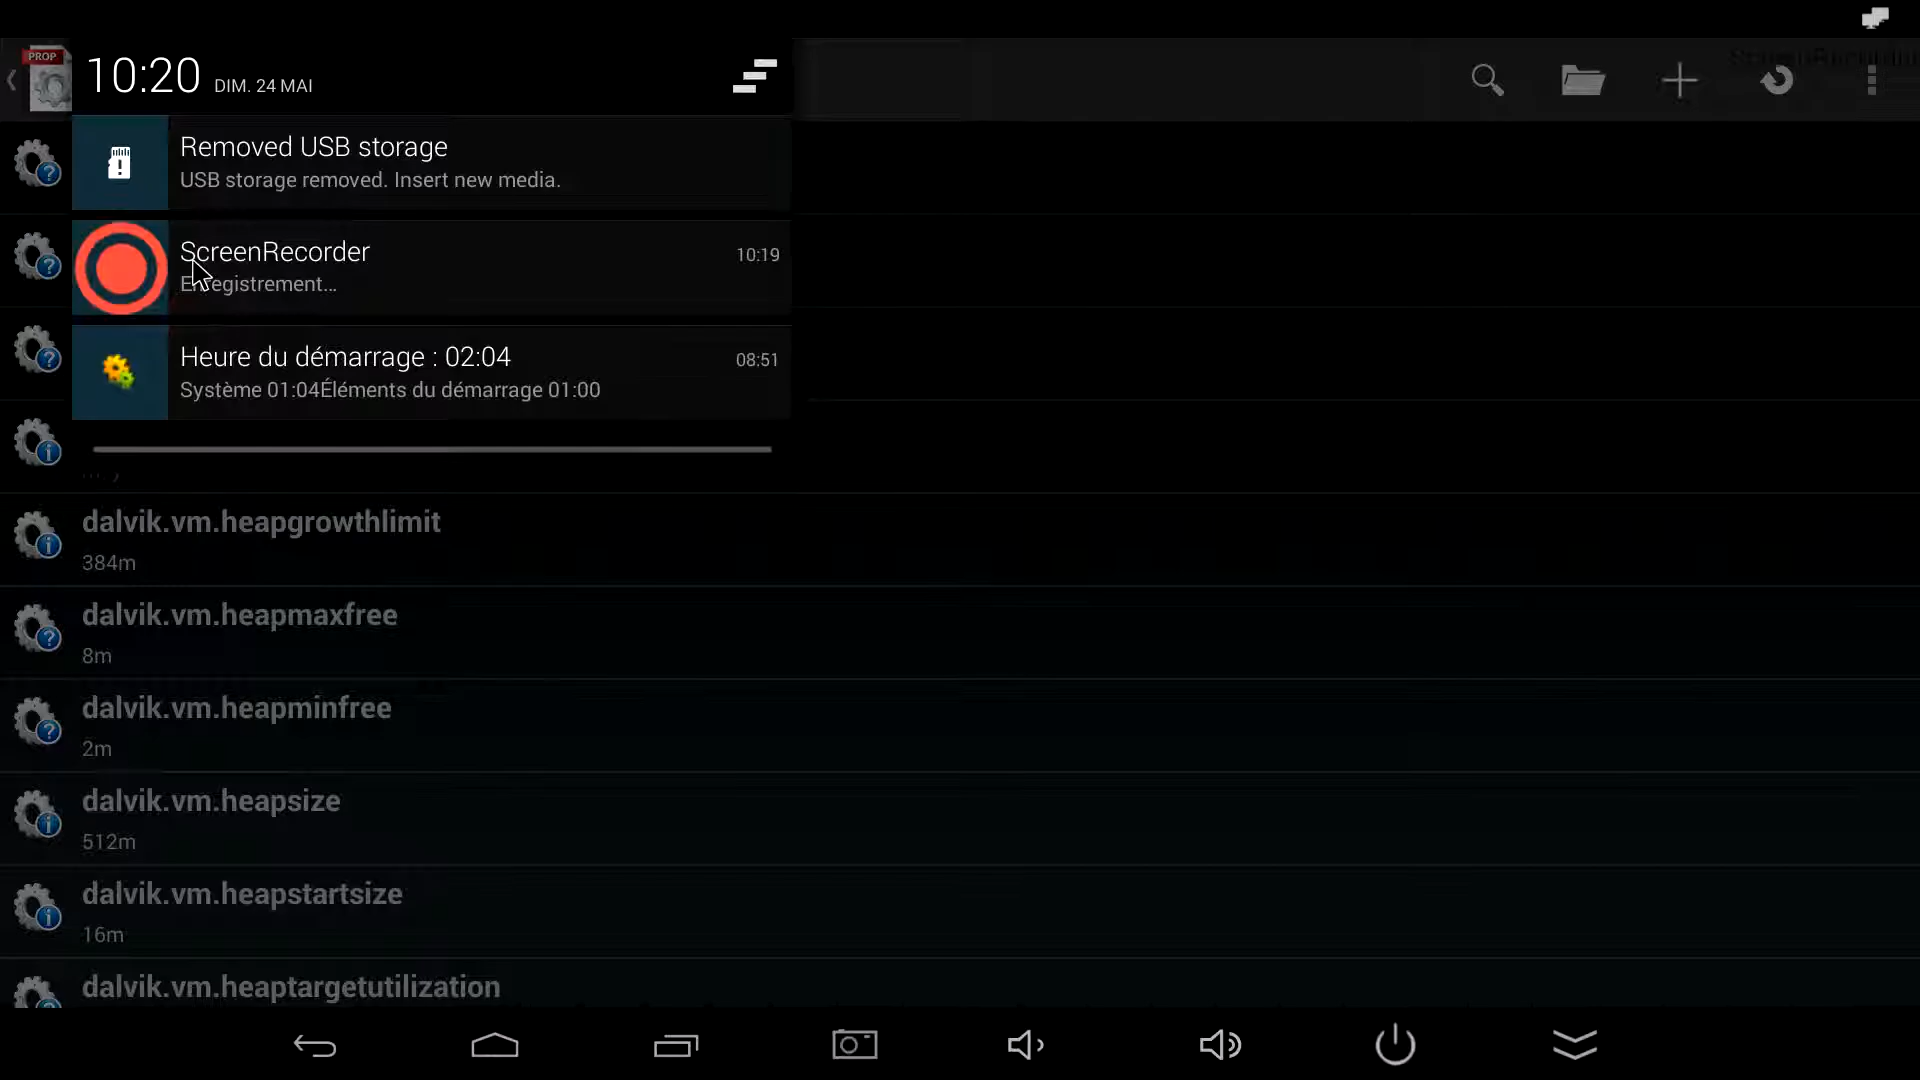 PROP
10:20 DIM. 24 MAI
Removed USB storage
USB storage removed. Insert new media.
ScreenRecorder 10:19
Enregistrement...
Heure du démarrage : 02:04 08:51
Système 01:04Éléments du démarrage 01:00
dalvik.vm.heapgrowthlimit
384m
dalvik.vm.heapmaxfree
8m
dalvik.vm.heapminfree
2m
dalvik.vm.heapsize
512m
dalvik.vm.heapstartsize
16m
dalvik.vm.heaptargetutilization